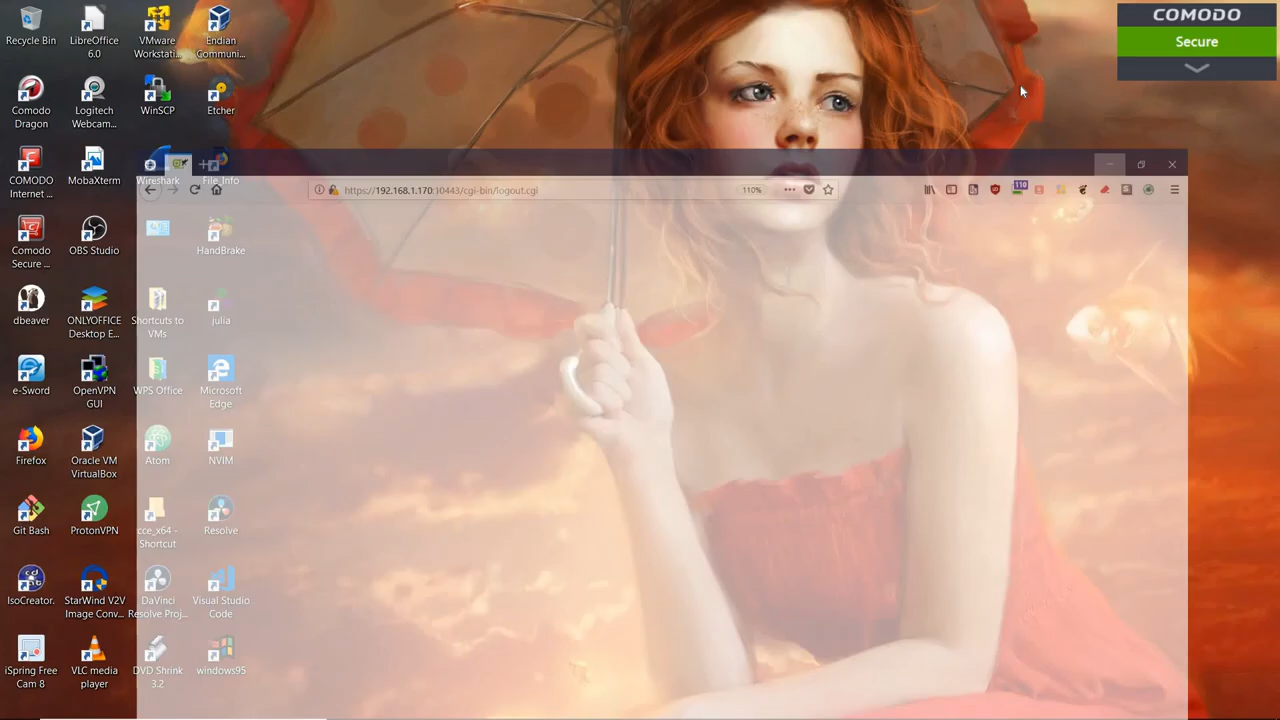 Recycle Bin
LibreOffice
6.0
VMware
Workstati...
Endian
Communi...
COMODO
Secure
Comodo
Dragon
Logitech
Webcam...
WinSCP
Etcher
COMODO
Internet ...
MobaXterm
Wireshark
File_Info
https://192.168.1.170:10443/cgi-bin/logout.cgi
110%
110
Comodo
Secure ...
OBS Studio
HandBrake
dbeaver
ONLYOFFICE
Desktop E...
Shortcuts to
VMs
julia
e-Sword
OpenVPN
GUI
WPS Office
Microsoft
Edge
Firefox
Oracle VM
VirtualBox
Atom
NVIM
Git Bash
ProtonVPN
cce_x64 -
Shortcut
Resolve
IsoCreator.
StarWind V2V
Image Conv...
DaVinci
Resolve Proj...
Visual Studio
Code
iSpring Free
Cam 8
VLC media
player
DVD Shrink
3.2
windows95